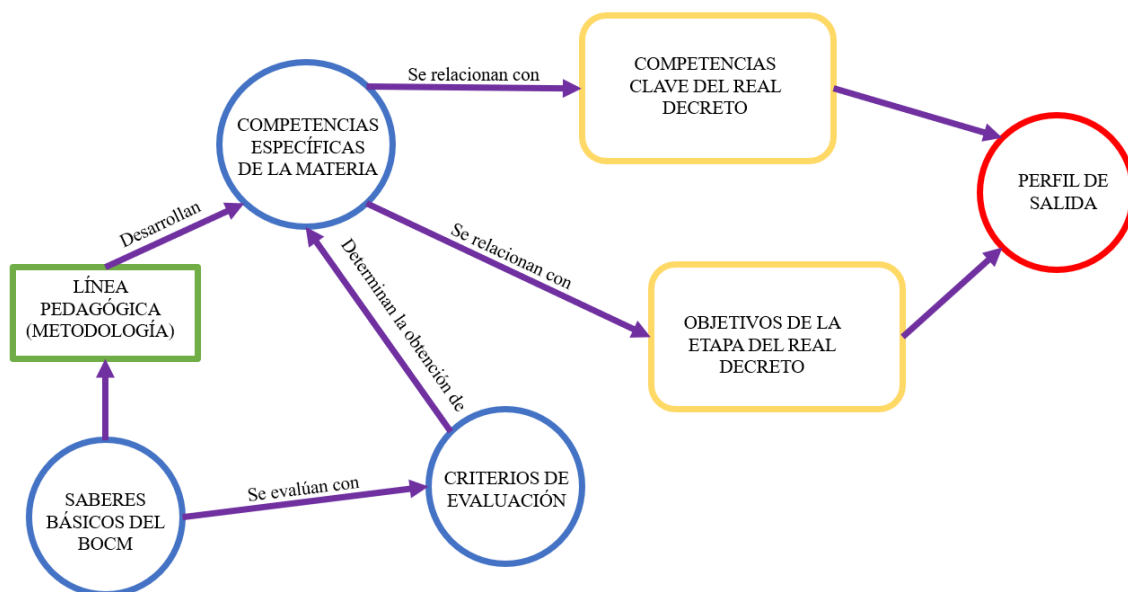 Se relacionan con
COMPETENCIAS
CLAVE DEL REAL
DECRETO
COMPETENCIAS
ESPECÍFICAS
DE LA MATERIA
PERFIL DE
SALIDA
Desarrollan
Se relacionan con
Determinan la obtención de
LÍNEA
PEDAGÓGICA
(METODOLOGÍA)
OBJETIVOS DE LA
ETAPA DEL REAL
DECRETO
Se evalúan con
CRITERIOS DE
EVALUACIÓN
SABERES
BÁSICOS DEL
BOCM